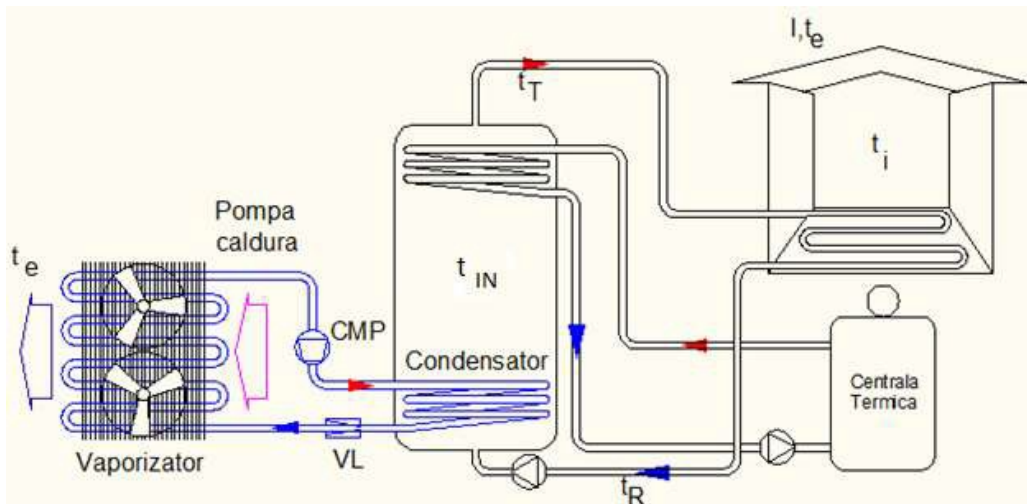 I,te
tT
ti
Pompa
caldura
te
tIN
CMP
Condensator
Centrala
Termica
Vaporizator
VL
tR